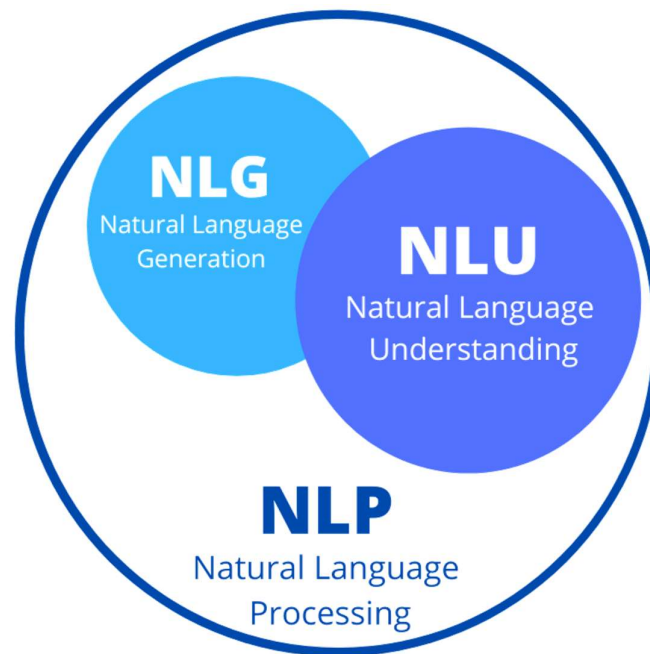 NLG
Natural Language
Generation
NLU
Natural Language
Understanding
NLP
Natural Language
Processing